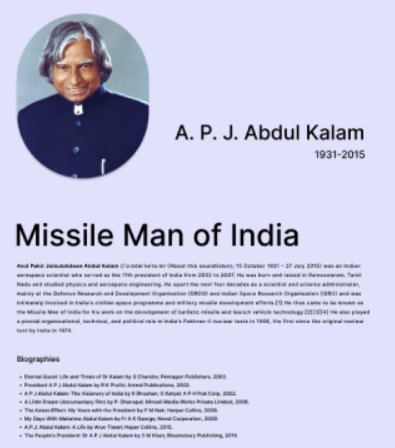 A. P. J. Abdul Kalam
1931-2015
Missile Man of India
Avul Pakir Jainulabdeen Abdul Kalam (About this soundlisten); 15 October 1931 – 27 July 2015) was an Indian
aerospace scientist who served as the 11th president of India from 2002 to 2007. He was born and raised in Rameswaram, Tamil
Nadu and studied physics and aerospace engineering. He spent the next four decades as a scientist and science administrator,
mainly at the Defence Research and Development Organisation (DRDO) and Indian Space Research Organisation (ISRO) and was
intimately involved in India's civilian space programme and military missile development efforts.[1] He thus came to be known as
the Missile Man of India for his work on the development of ballistic missile and launch vehicle technology.[2][3][4] He also played
a pivotal organisational, technical, and political role in India's Pokhran-II nuclear tests in 1998, the first since the original nuclear
test by India in 1974.
Biographies
• Eternal Quest: Life and Times of Dr Kalam by S Chandra; Pentagon Publishers, 2002.
• President A P J Abdul Kalam by R K Pruthi; Anmol Publications, 2002.
• A P J Abdul Kalam: The Visionary of India by K Bhushan, G Katyal; A P H Pub Corp, 2002.
• A Little Dream (documentary film) by P. Dhanapal; Minveli Media Works Private Limited, 2008.
• The Kalam Effect: My Years with the President by P M Nair; Harper Collins, 2008.
• My Days With Mahatma Abdul Kalam by Fr A K George; Novel Corporation, 2009.
• A.P.J. Abdul Kalam: A Life by Arun Tiwari; Haper Collins, 2015.
• The People's President: Dr A P J Abdul Kalam by S M Khan; Bloomsbury Publishing, 2016.